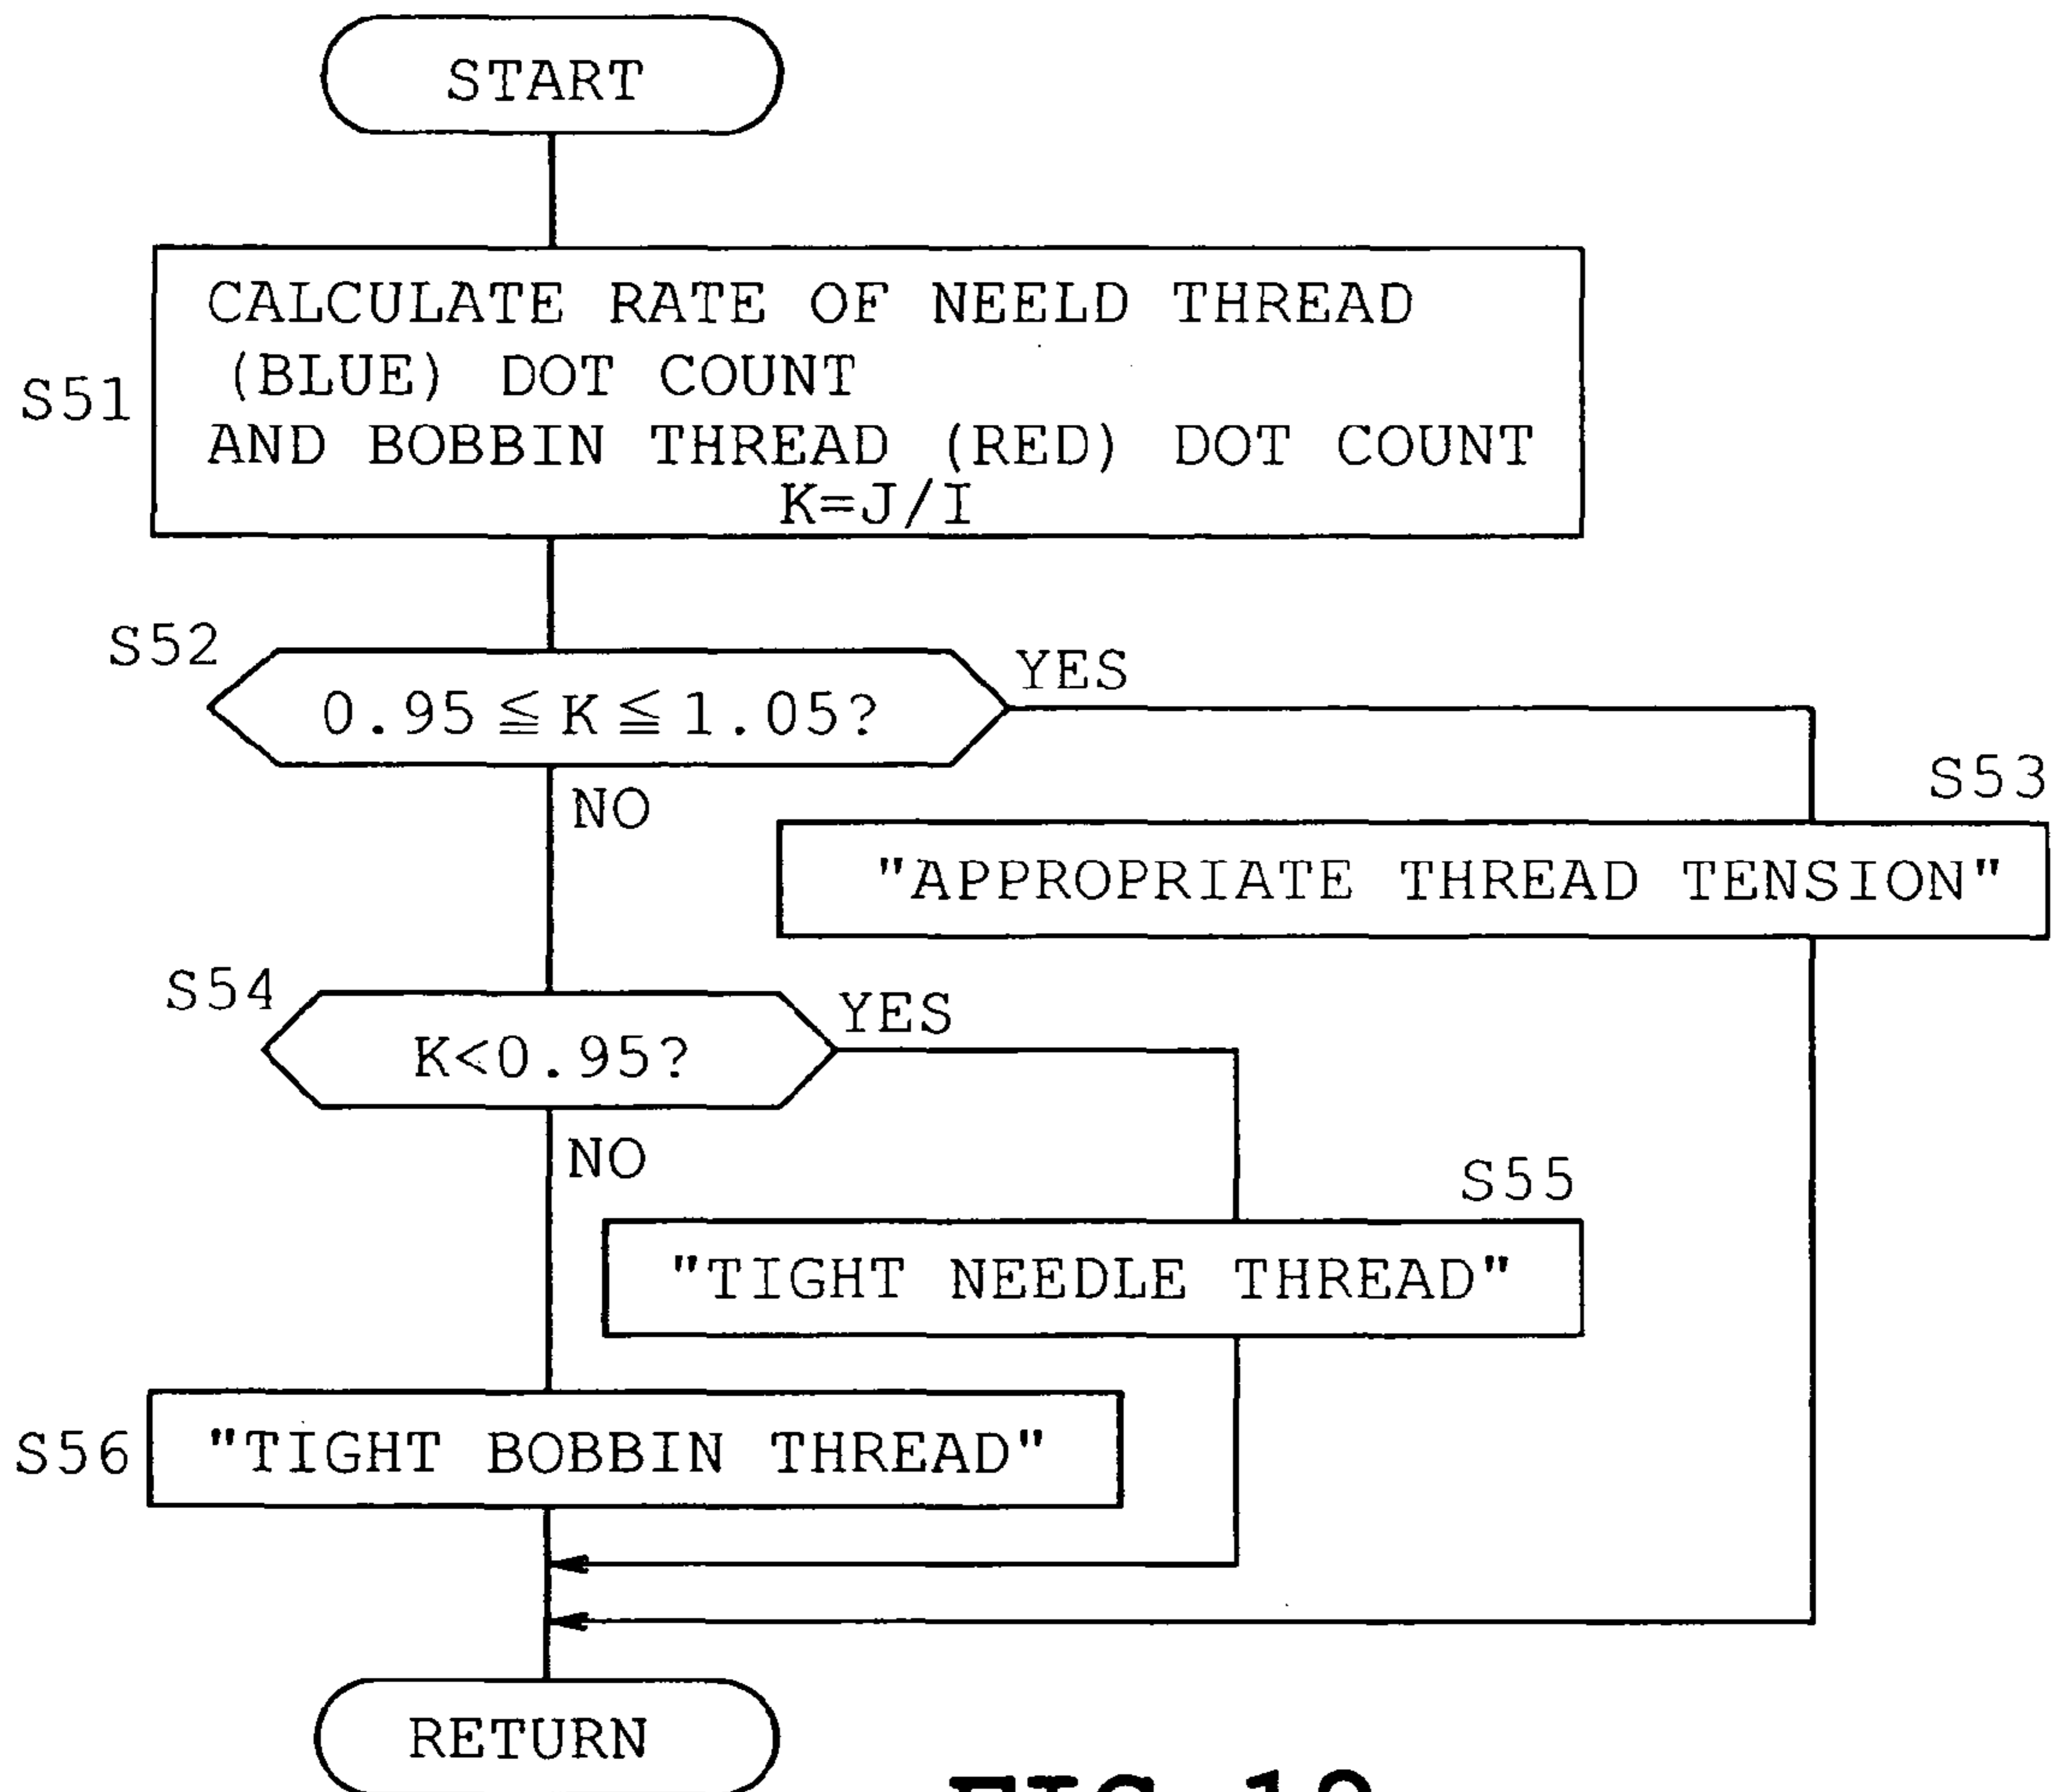 START
S51
CALCULATE RATE OF NEELD THREAD
(BLUE) DOT COUNT
AND BOBBIN THREAD (RED) DOT COUNT
K=J/I
S52
0.95≦K≦1.05?
YES
NO
S53
"APPROPRIATE THREAD TENSION"
S54
K<0.95?
YES
NO
S55
"TIGHT NEEDLE THREAD"
S56
"TIGHT BOBBIN THREAD"
RETURN